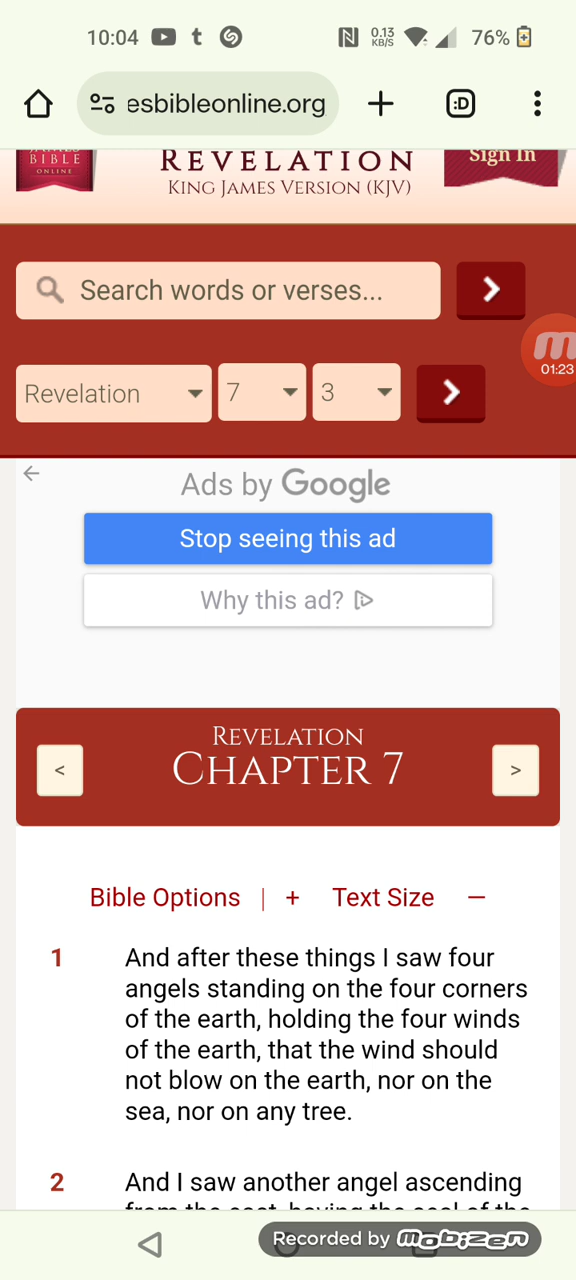 10:04 t 0.13 KB/S 76%
esbibleonline.org :D
BIBLE
ONLINE
REVELATION
KING JAMES VERSION (KJV)
Sign In
Search words or verses...
01:23
Revelation 7 3
Ads by Google
Stop seeing this ad
Why this ad?
REVELATION
CHAPTER 7
< >
Bible Options | + Text Size –
1 And after these things I saw four
angels standing on the four corners
of the earth, holding the four winds
of the earth, that the wind should
not blow on the earth, nor on the
sea, nor on any tree.
2 And I saw another angel ascending
Recorded by MOBIZEN